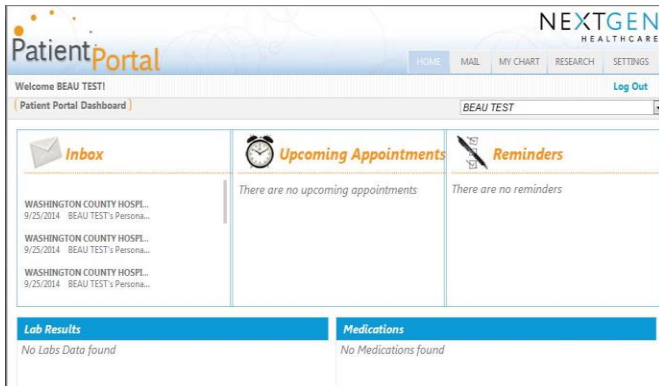 NEXTGEN
HEALTHCARE
PatientPortal
HOME MAIL MY CHART RESEARCH SETTINGS
Welcome BEAU TEST! Log Out
(Patient Portal Dashboard) BEAU TEST
Inbox
WASHINGTON COUNTY HOSPI...
9/25/2014 BEAU TEST's Persona...
WASHINGTON COUNTY HOSPI...
9/25/2014 BEAU TEST's Persona...
WASHINGTON COUNTY HOSPI...
9/25/2014 BEAU TEST's Persona...
Upcoming Appointments
There are no upcoming appointments
Reminders
There are no reminders
Lab Results
No Labs Data found
Medications
No Medications found